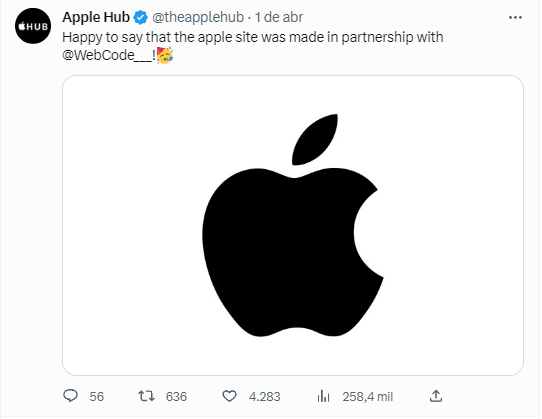 HUB
Apple Hub @theapplehub · 1 de abr
Happy to say that the apple site was made in partnership with
@WebCode___!🥳
56 636 4.283 258,4 mil